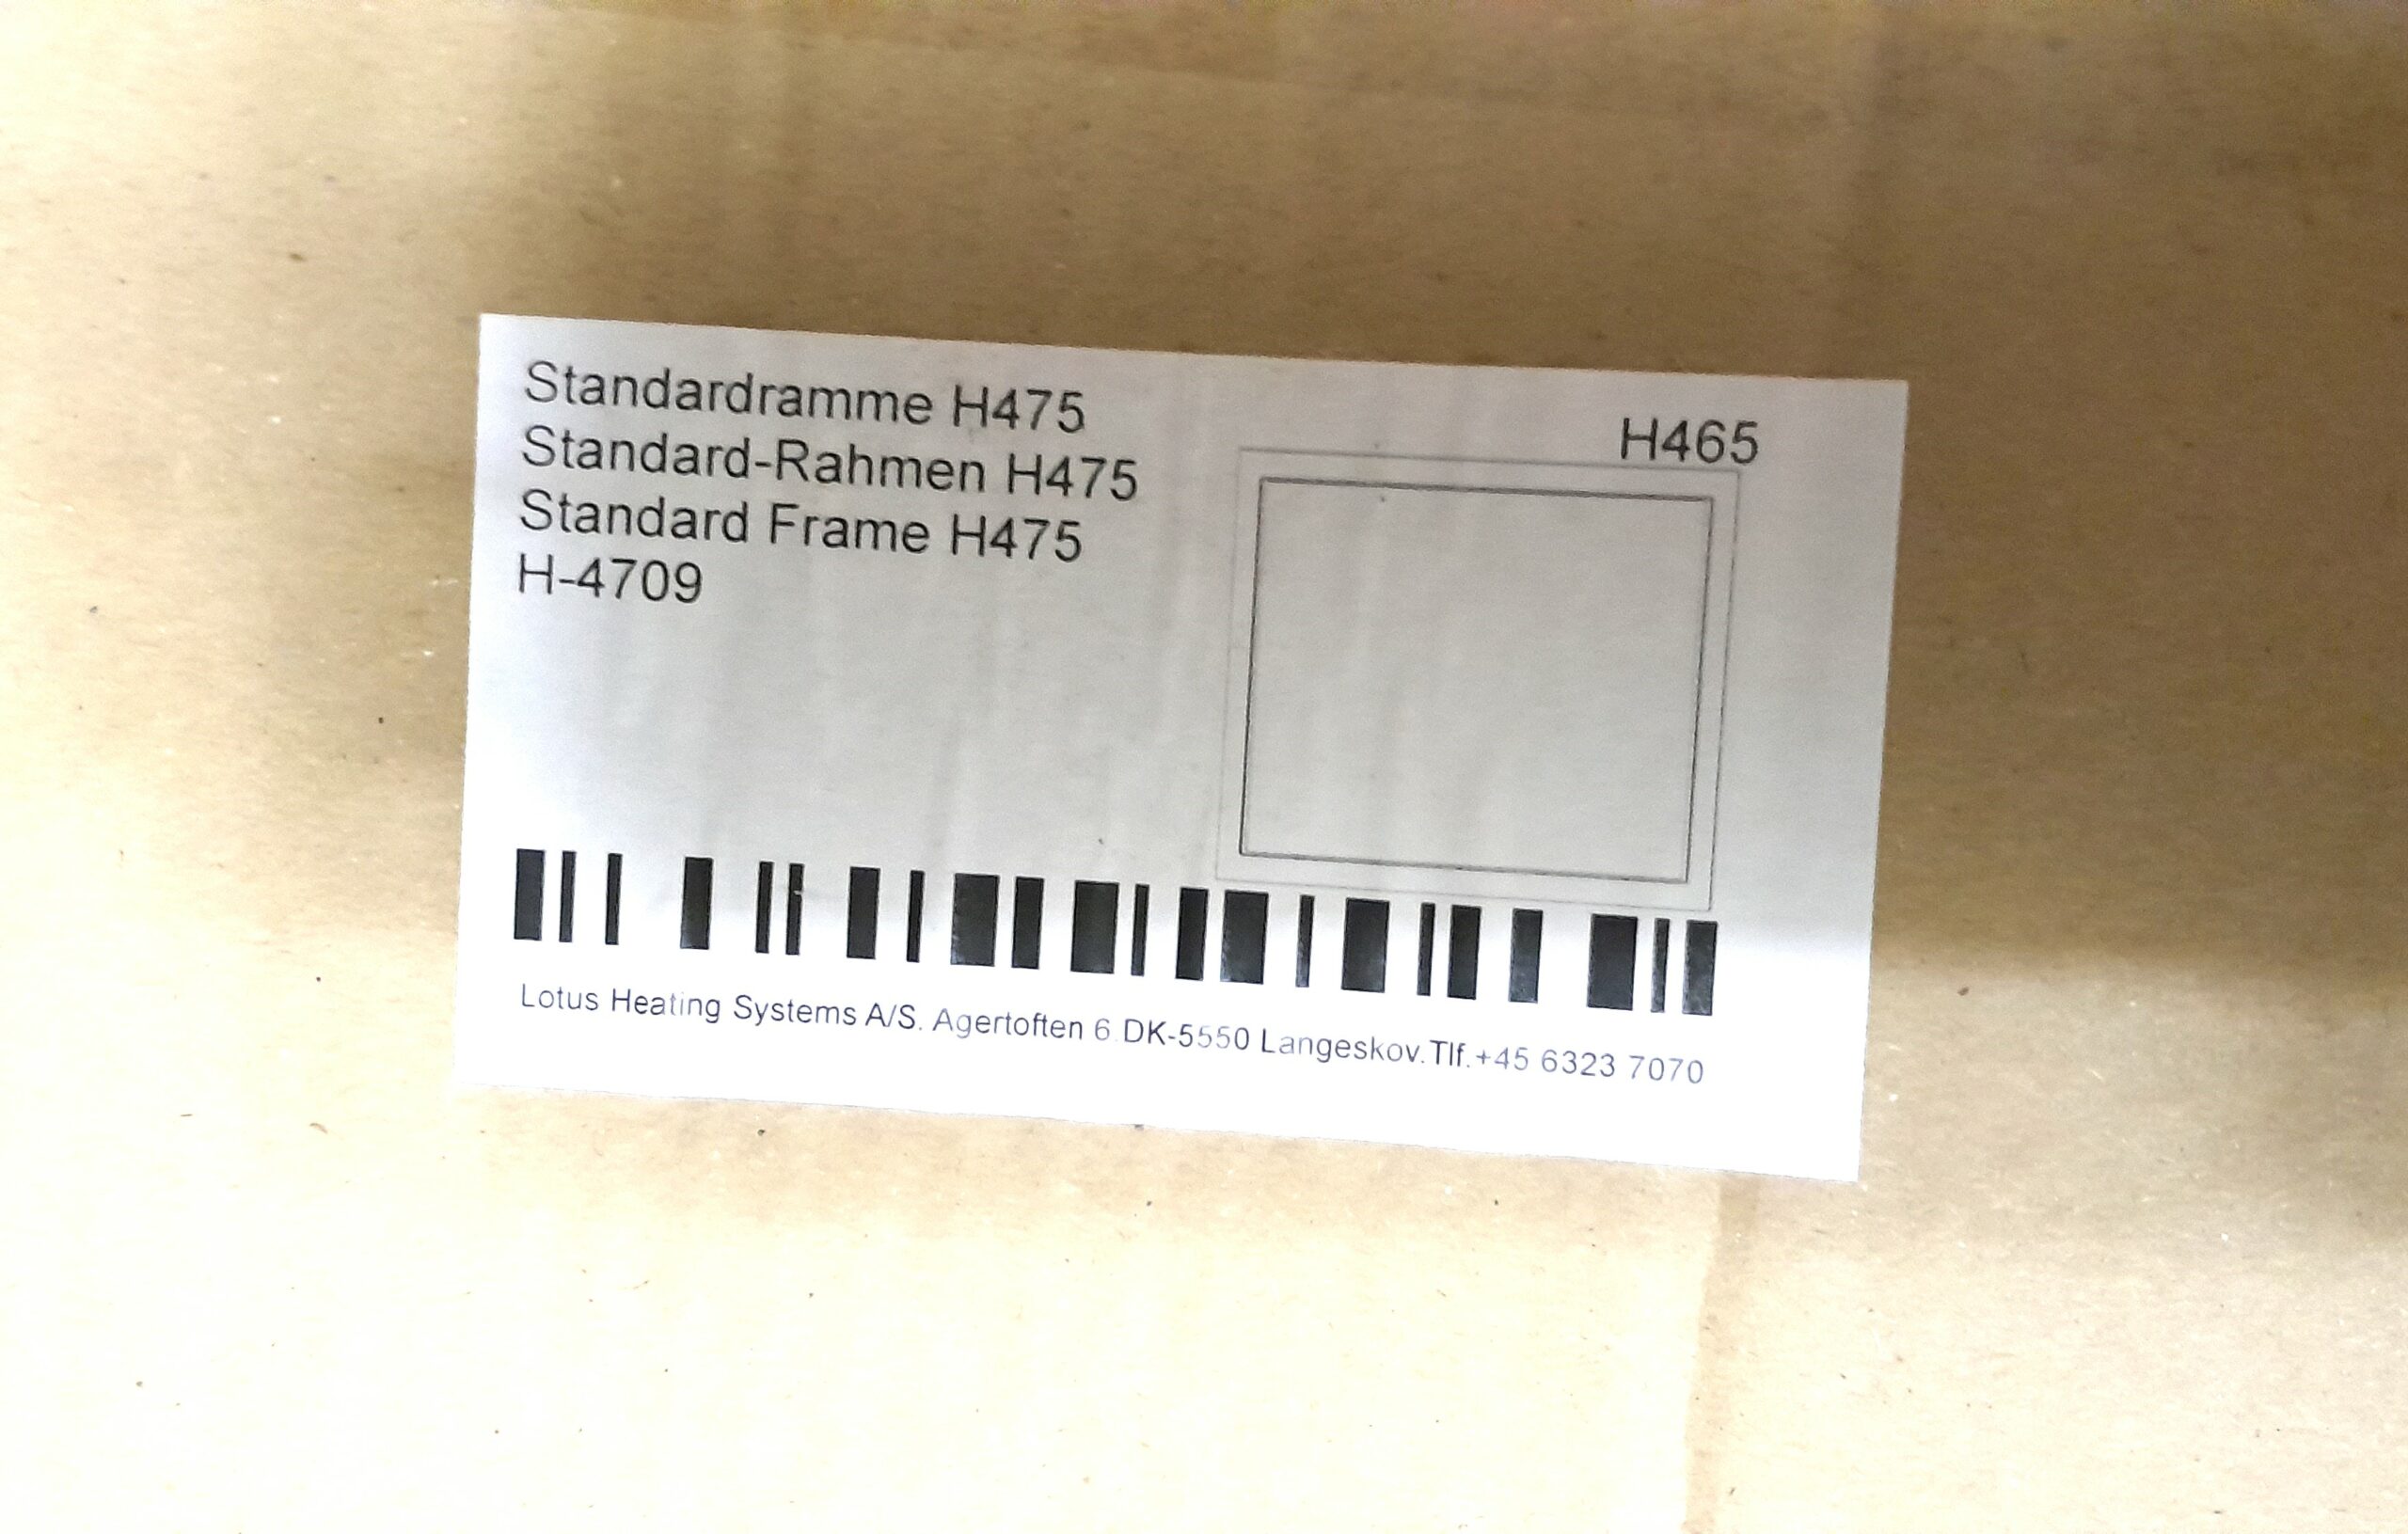 Standardramme H475
Standard-Rahmen H475
Standard Frame H475
H-4709
H465
Lotus Heating Systems A/S. Agertoften 6 DK-5550 Langeskov.Tlf.+45 6323 7070